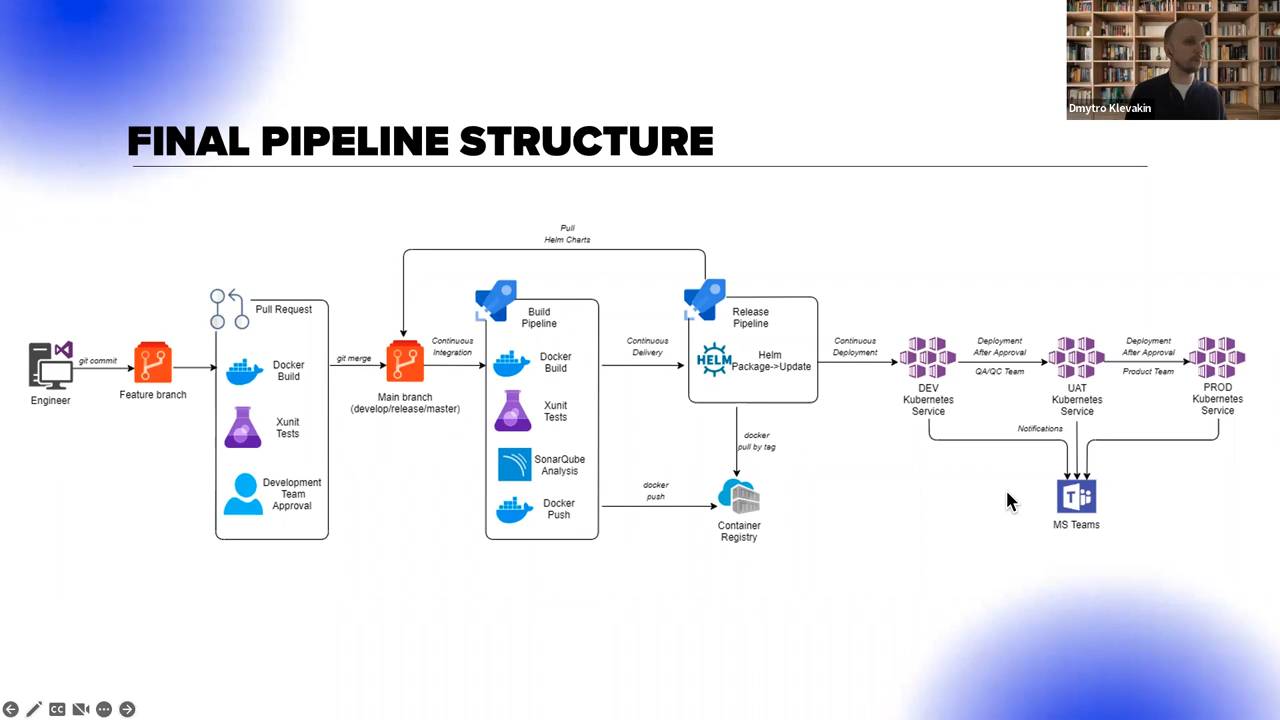 Dmytro Klevakin
FINAL PIPELINE STRUCTURE
Pull
Helm Charts
Pull Request
Docker
Build
Xunit
Tests
Development
Team
Approval
git commit
Engineer
Feature branch
git merge
Main branch
(develop/release/master)
Continuous
Integration
Build
Pipeline
Docker
Build
Xunit
Tests
SonarQube
Analysis
Docker
Push
Continuous
Delivery
docker
push
Release
Pipeline
HELM
Helm
Package->Update
docker
pull by tag
Container
Registry
Continuous
Deployment
DEV
Kubernetes
Service
Deployment
After Approval
QA/QC Team
UAT
Kubernetes
Service
Deployment
After Approval
Product Team
PROD
Kubernetes
Service
Notifications
T
MS Teams
CC